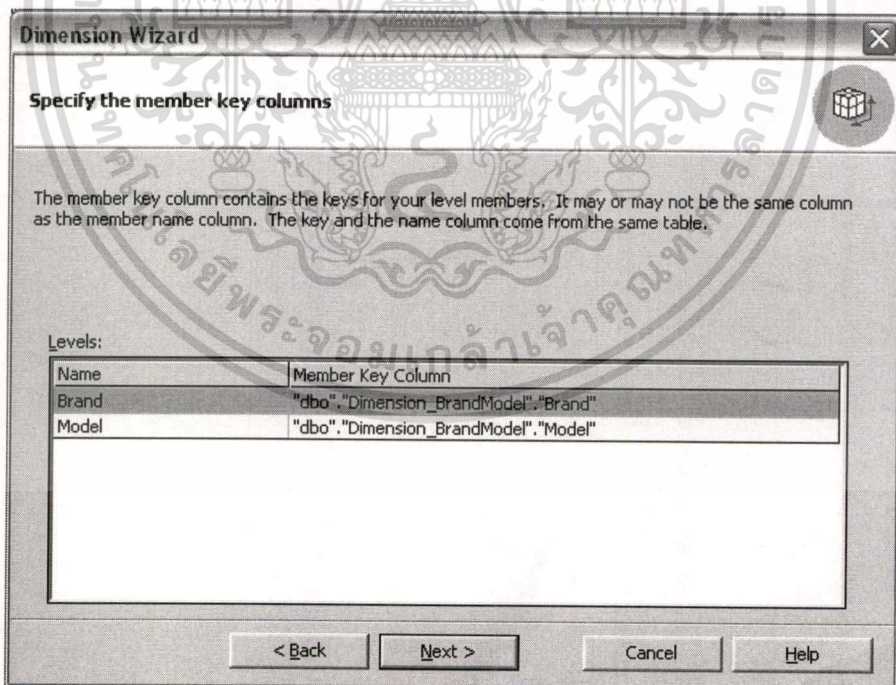 Dimension Wizard
Specify the member key columns
The member key column contains the keys for your level members. It may or may not be the same column
as the member name column. The key and the name column come from the same table.
Levels:
Name Member Key Column
Brand "dbo"."Dimension_BrandModel"."Brand"
Model "dbo"."Dimension_BrandModel"."Model"
< Back Next > Cancel Help